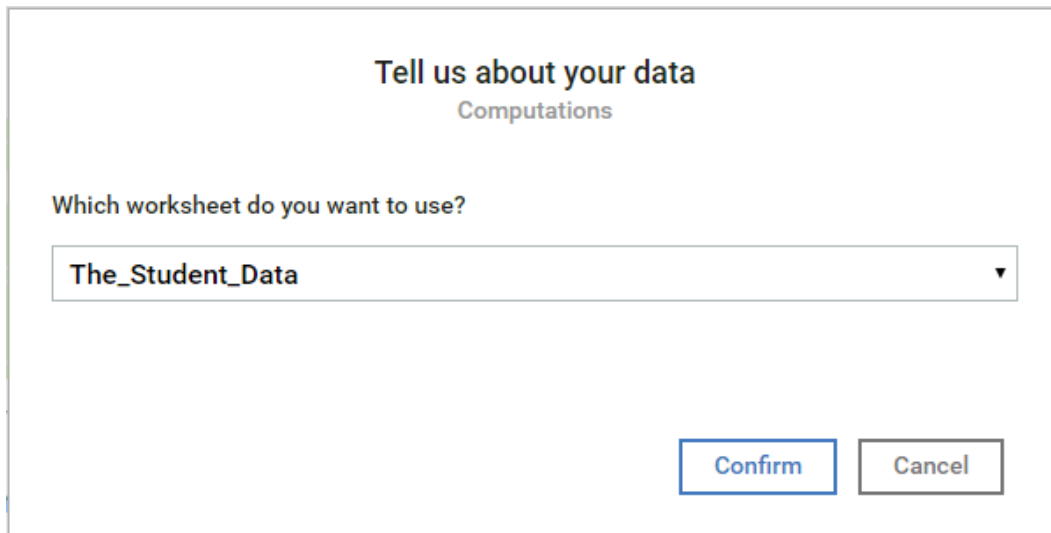 Tell us about your data
Computations
Which worksheet do you want to use?
The_Student_Data
Confirm Cancel